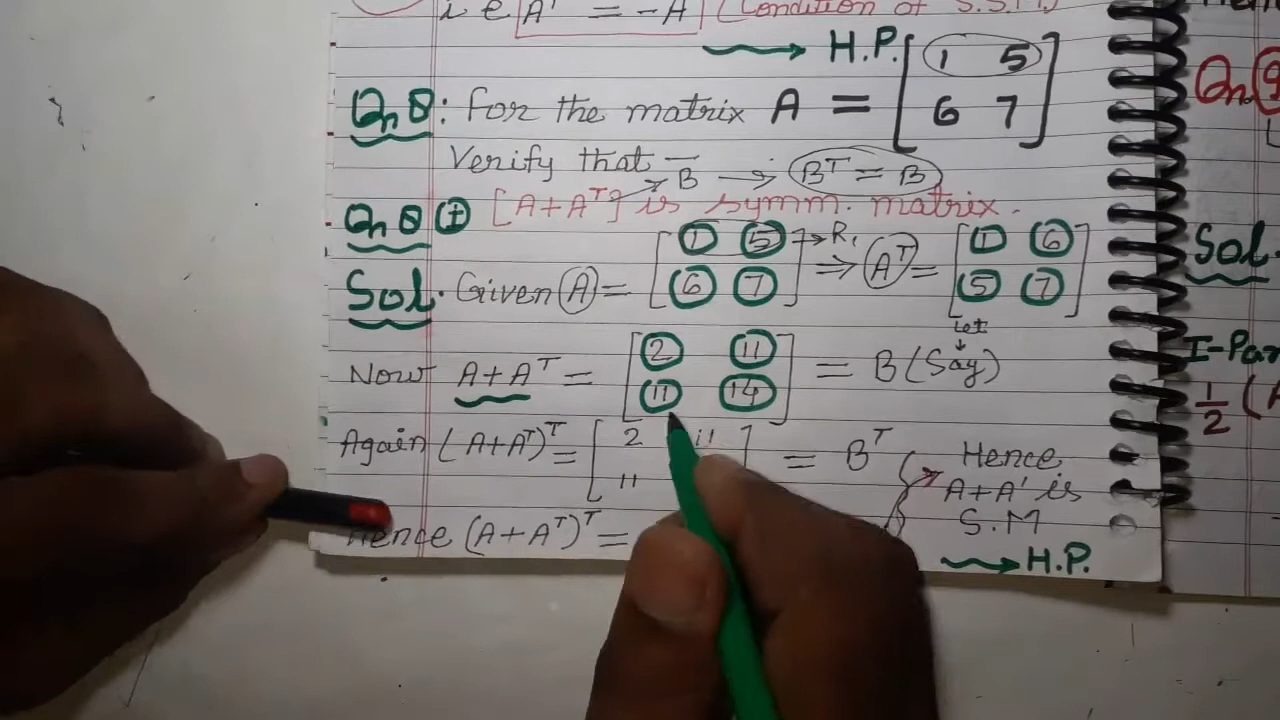 i.e A' = -A (Condition of S.S.M.)
→ H.P.
Qn 8: For the matrix A = [1 5
6 7]
Verify that
B → B^T = B
Qn 8 (I) [A+A^T] is symm. matrix.
Sol. Given A = [1 5 → R₁
6 7] ⇒ A^T = [1 6
5 7]
Let
Now A+A^T = [2 11
11 14] = B (Say)
Again (A+A^T)^T = [2 11
11 ] = B^T
Hence
A+A' is
S.M
Hence (A+A^T)^T =
→ H.P.
Qn 9
Sol.
I-Par
1/2 (A